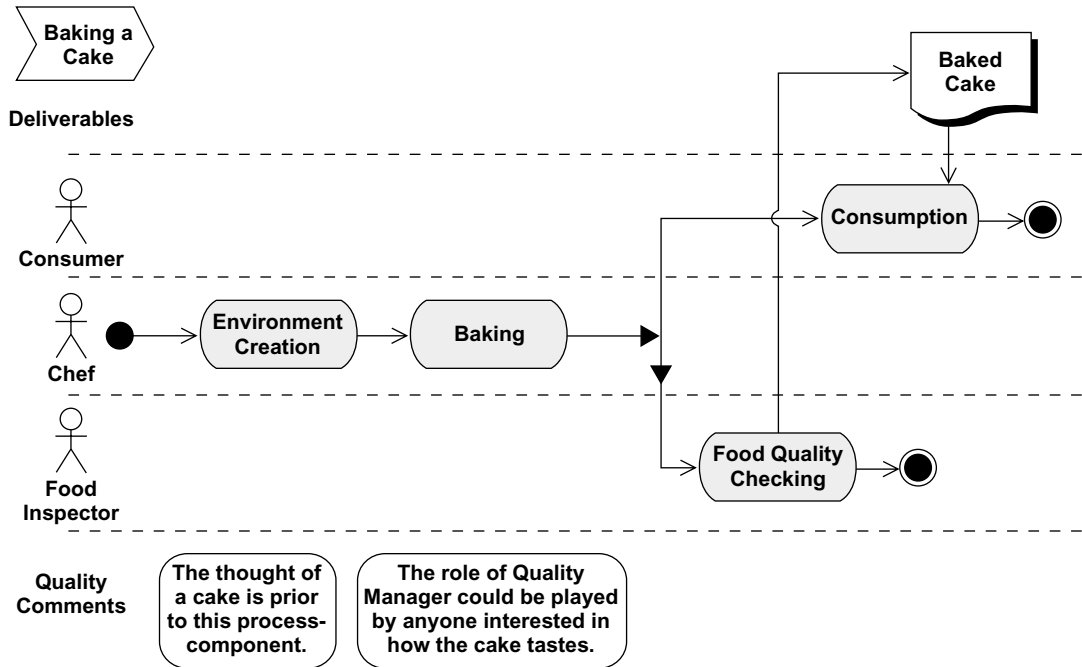 Baking a
Cake
Baked
Cake
Deliverables
Consumption
Consumer
Environment
Creation
Baking
Chef
Food Quality
Checking
Food
Inspector
Quality
Comments
The thought of
a cake is prior
to this process-
component.
The role of Quality
Manager could be played
by anyone interested in
how the cake tastes.